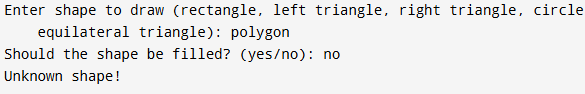 Enter shape to draw (rectangle, left triangle, right triangle, circle
equilateral triangle): polygon
Should the shape be filled? (yes/no): no
Unknown shape!